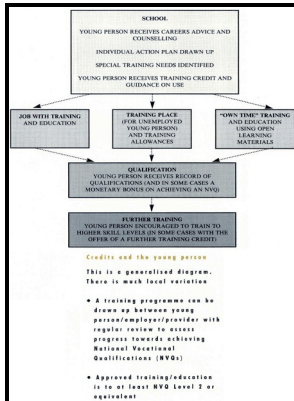 SCHOOL
YOUNG PERSON RECEIVES CAREERS ADVICE AND
COUNSELLING
INDIVIDUAL ACTION PLAN DRAWN UP
SPECIAL TRAINING NEEDS IDENTIFIED
YOUNG PERSON RECEIVES TRAINING CREDIT AND
GUIDANCE ON USE
JOB WITH TRAINING
AND EDUCATION
TRAINING PLACE
(FOR UNEMPLOYED
YOUNG PERSON)
AND TRAINING
ALLOWANCES
"OWN TIME" TRAINING
AND EDUCATION
USING OPEN
LEARNING
MATERIALS
QUALIFICATION
YOUNG PERSON RECEIVES RECORD OF
QUALIFICATIONS (AND IN SOME CASES A
MONETARY BONUS ON ACHIEVING AN NVQ)
FURTHER TRAINING
YOUNG PERSON ENCOURAGED TO TRAIN TO
HIGHER SKILL LEVELS (IN SOME CASES WITH THE
OFFER OF A FURTHER TRAINING CREDIT)
Credits and the young person
This is a generalised diagram.
There is much local variation
• A training programme can be
drawn up between young
person/employer/provider with
regular review to assess
progress towards achieving
National Vocational
Qualifications (NVQs)
• Approved training/education
is to at least NVQ Level 2 or
equivalent